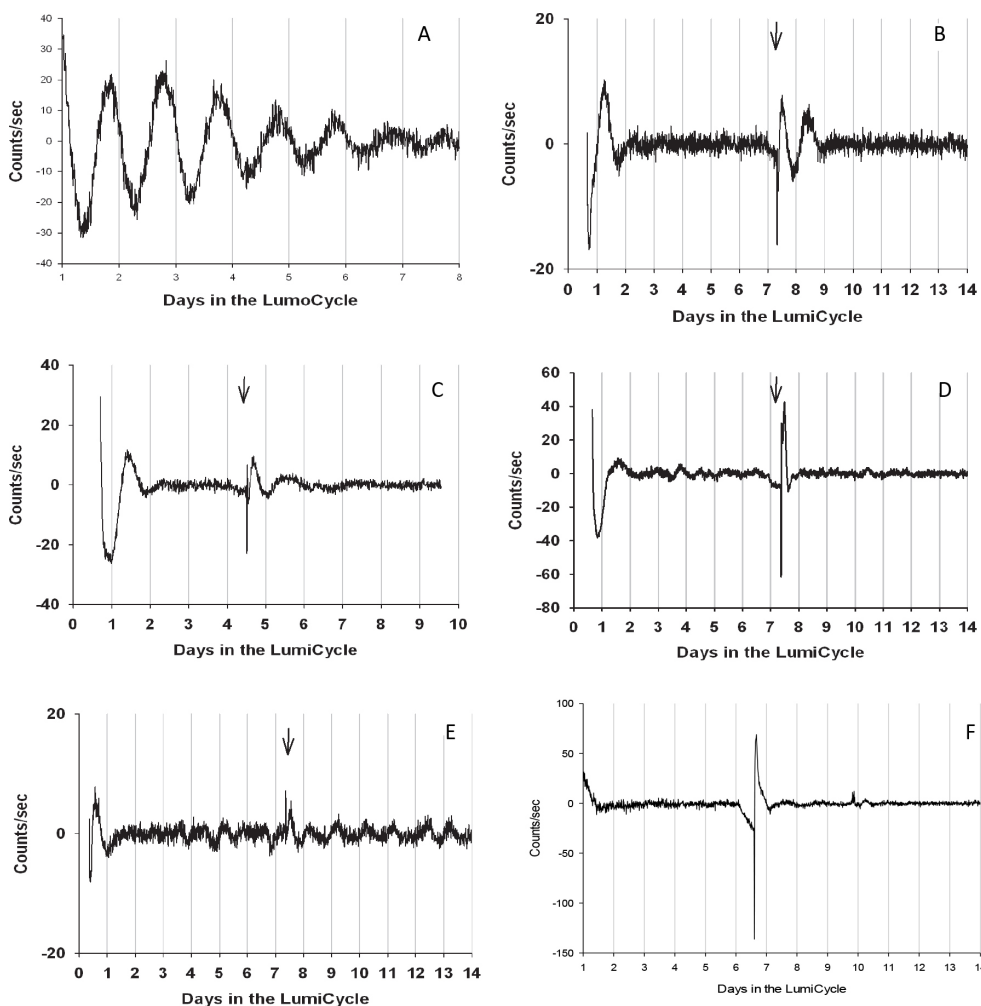 A
Counts/sec
40
30
20
10
0
-10
-20
-30
-40
1 2 3 4 5 6 7 8
Days in the LumoCycle
B
Counts/sec
20
0
-20
0 1 2 3 4 5 6 7 8 9 10 11 12 13 14
Days in the LumiCycle
C
Counts/sec
40
20
0
-20
-40
0 1 2 3 4 5 6 7 8 9 10
Days in the LumiCycle
D
Counts/sec
60
40
20
0
-20
-40
-60
-80
0 1 2 3 4 5 6 7 8 9 10 11 12 13 14
Days in the LumiCycle
E
Counts/sec
20
0
-20
0 1 2 3 4 5 6 7 8 9 10 11 12 13 14
Days in the LumiCycle
F
Counts/sec
100
50
0
-50
-100
-150
1 2 3 4 5 6 7 8 9 10 11 12 13 14
Days in the LumiCycle